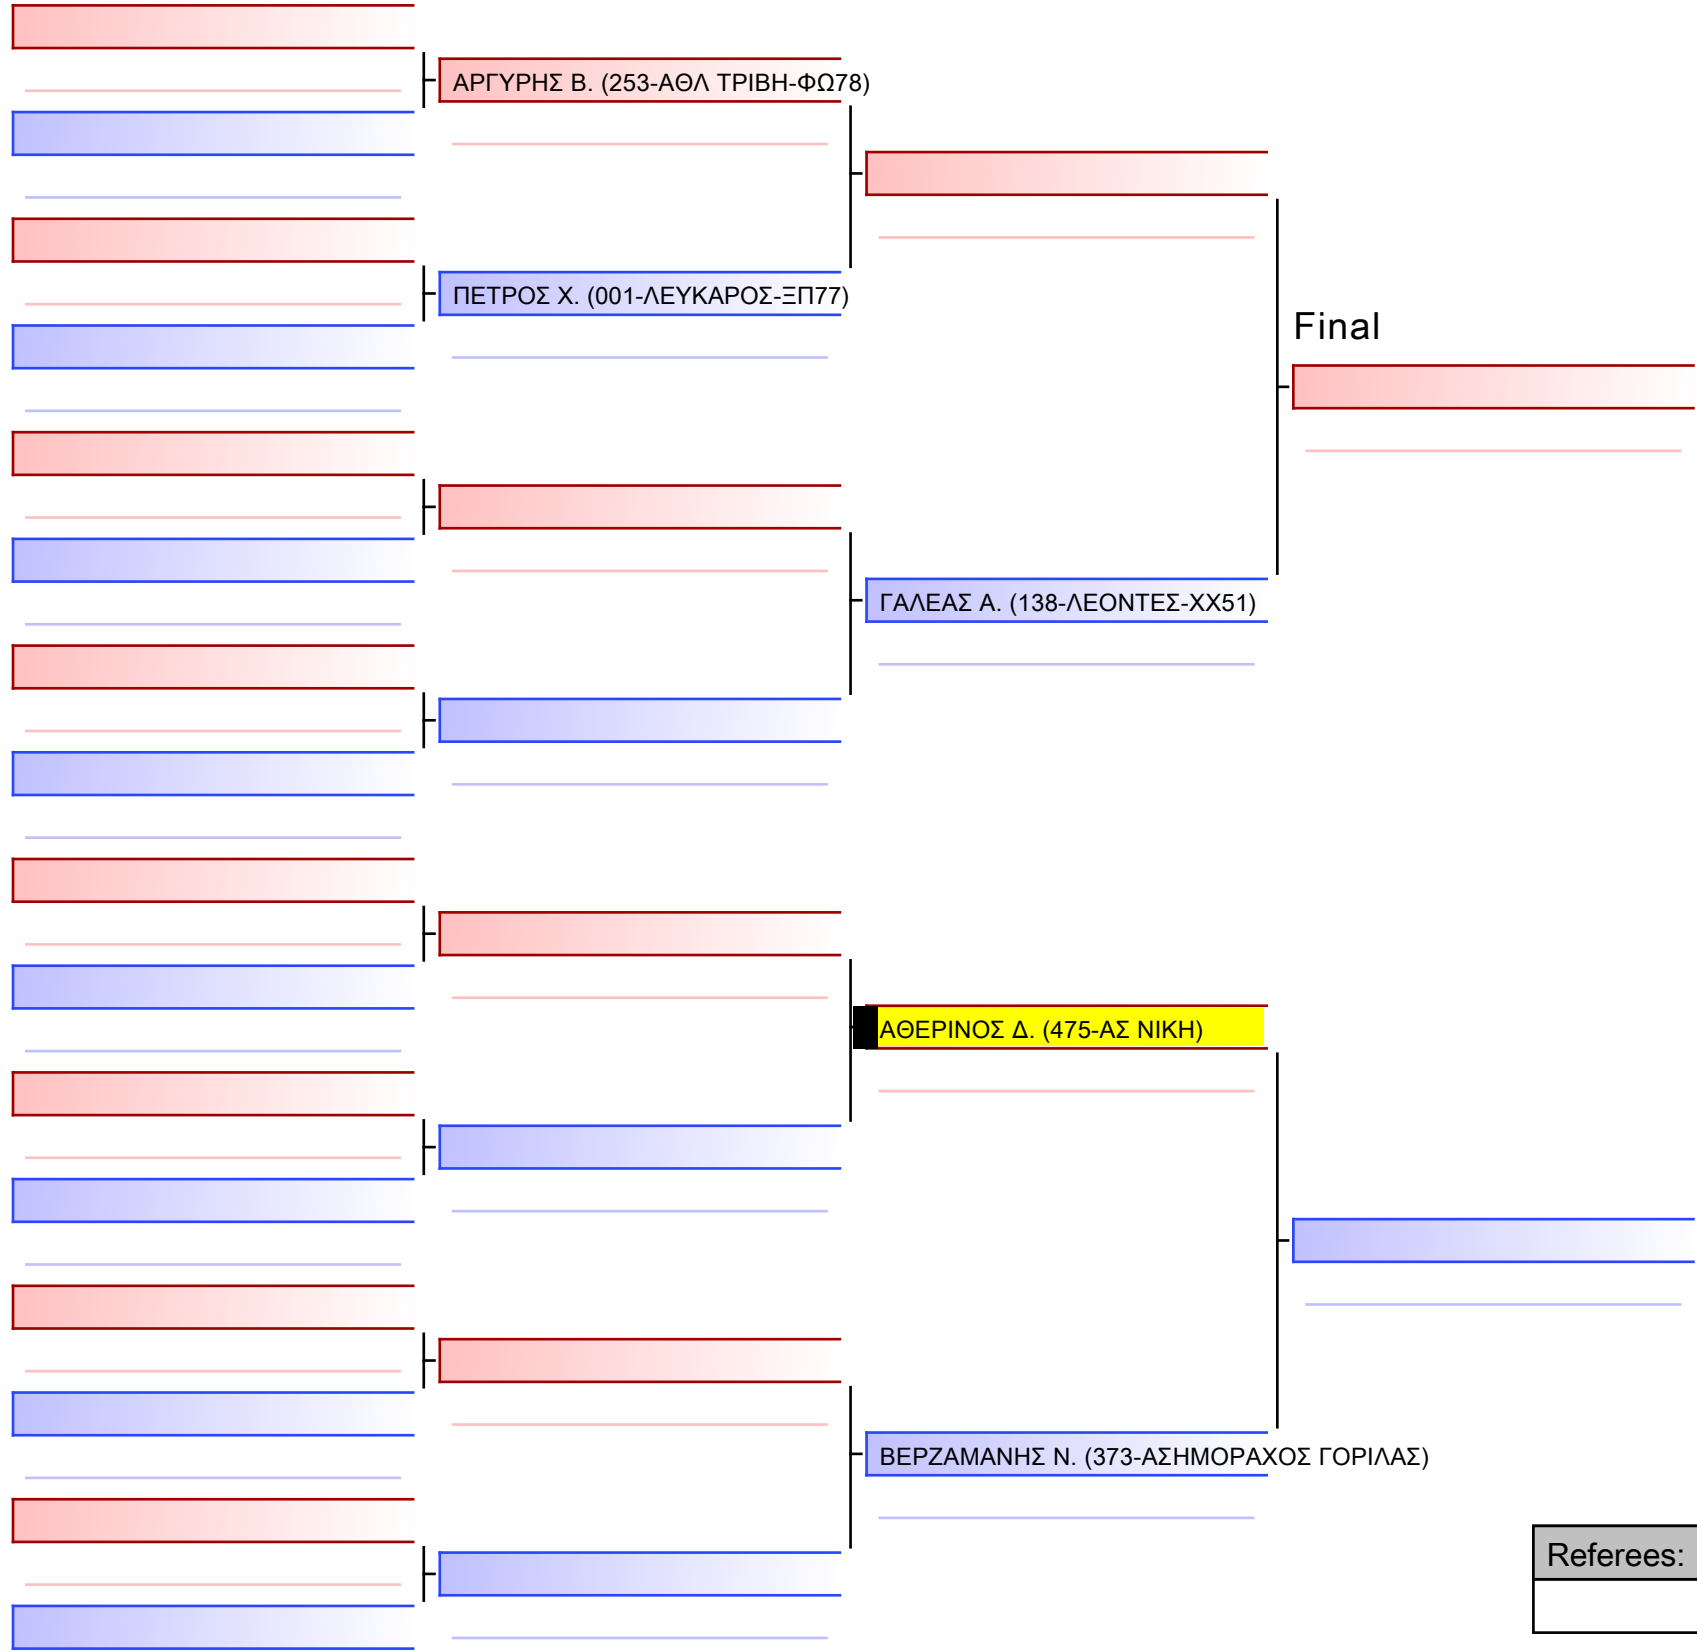 ΑΡΓΥΡΗΣ Β. (253-ΑΘΛ ΤΡΙΒΗ-ΦΩ78)
ΠΕΤΡΟΣ Χ. (001-ΛΕΥΚΑΡΟΣ-ΞΠ77)
Final
ΓΑΛΕΑΣ Α. (138-ΛΕΟΝΤΕΣ-ΧΧ51)
ΑΘΕΡΙΝΟΣ Δ. (475-ΑΣ ΝΙΚΗ)
ΒΕΡΖΑΜΑΝΗΣ Ν. (373-ΑΣΗΜΟΡΑΧΟΣ ΓΟΡΙΛΑΣ)
Referees: